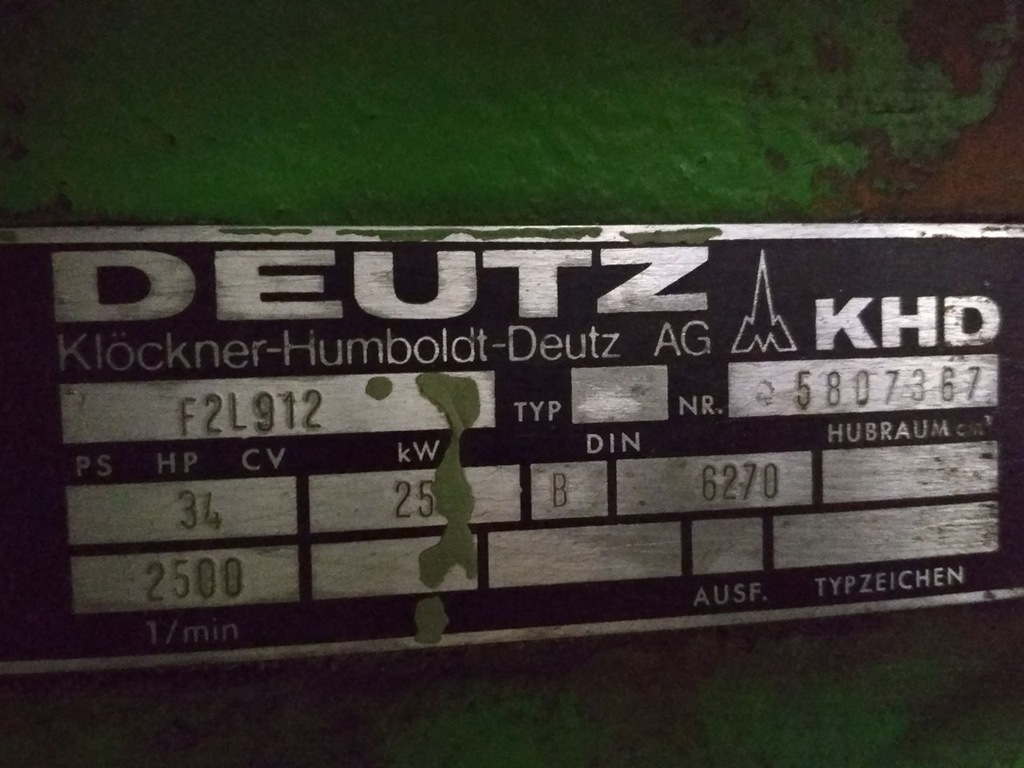 DEUTZ KHD
Klöckner-Humboldt-Deutz AG
F2L912 TYP NR. 5807367
PS HP CV kW DIN HUBRAUM cm³
34 25 B 6270
2500
1/min AUSF. TYPZEICHEN